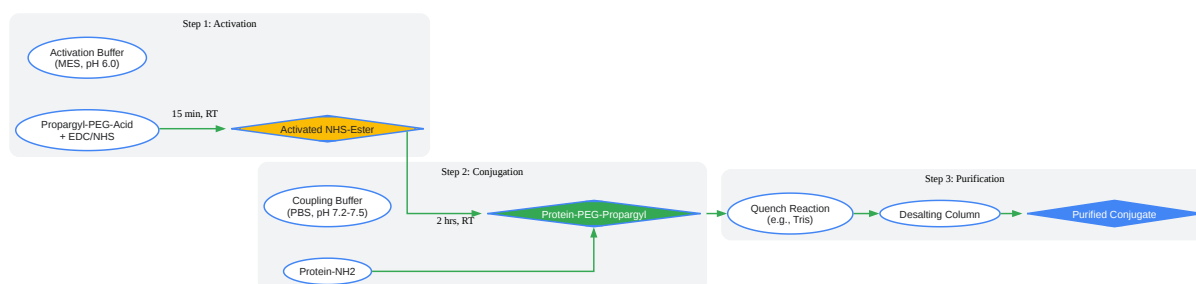 Step 1: Activation
Activation Buffer
(MES, pH 6.0)
Propargyl-PEG-Acid
+ EDC/NHS
15 min, RT
Activated NHS-Ester
Step 2: Conjugation
Coupling Buffer
(PBS, pH 7.2-7.5)
2 hrs, RT
Protein-PEG-Propargyl
Protein-NH2
Step 3: Purification
Quench Reaction
(e.g., Tris)
Desalting Column
Purified Conjugate